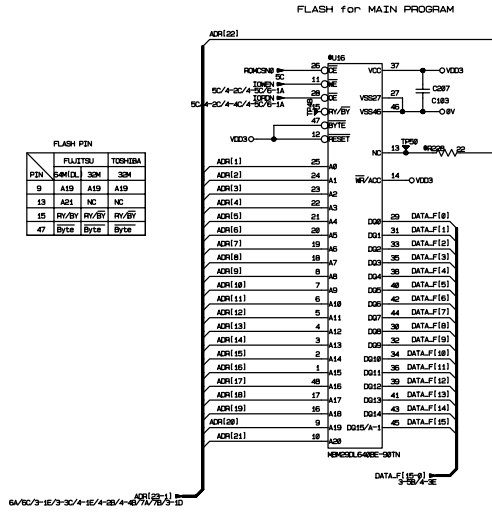 FLASH for MAIN PROGRAM
ADR[22]
U16
ROMCSN0 26 CE VCC 37 VDD3
5C
IOWEN 11 WE
5C/4-2C/4-5C/6-1A
IORDN 28 OE VSS27 27 C207
5C/4-2C/4-4C/4-5C/6-1A
15 RY/BY VSS46 46 C103 0V
47 BYTE
VDD3 12 RESET
TP50
NC 13 R228 22
WP/ACC 14 VDD3
FLASH PIN
FUJITSU TOSHIBA
PIN 64M(DL) 32M 32M
9 A19 A19 A19
13 A21 NC NC
15 RY/BY RY/BY RY/BY
47 Byte Byte Byte
ADR[1] 25 A0
ADR[2] 24 A1
ADR[3] 23 A2
ADR[4] 22 A3
ADR[5] 21 A4 DQ0 29 DATA_F[0]
ADR[6] 20 A5 DQ1 31 DATA_F[1]
ADR[7] 19 A6 DQ2 33 DATA_F[2]
ADR[8] 18 A7 DQ3 35 DATA_F[3]
ADR[9] 8 A8 DQ4 38 DATA_F[4]
ADR[10] 7 A9 DQ5 40 DATA_F[5]
ADR[11] 6 A10 DQ6 42 DATA_F[6]
ADR[12] 5 A11 DQ7 44 DATA_F[7]
ADR[13] 4 A12 DQ8 30 DATA_F[8]
ADR[14] 3 A13 DQ9 32 DATA_F[9]
ADR[15] 2 A14 DQ10 34 DATA_F[10]
ADR[16] 1 A15 DQ11 36 DATA_F[11]
ADR[17] 48 A16 DQ12 39 DATA_F[12]
ADR[18] 17 A17 DQ13 41 DATA_F[13]
ADR[19] 16 A18 DQ14 43 DATA_F[14]
ADR[20] 9 A19 DQ15/A-1 45 DATA_F[15]
ADR[21] 10 A20
MBM29DL640BE-90TN
DATA_F[15-0]
3-5B/4-3E
ADR[23-1]
6A/6C/3-1E/3-3C/4-1E/4-2B/4-4B/7A/7B/3-1D